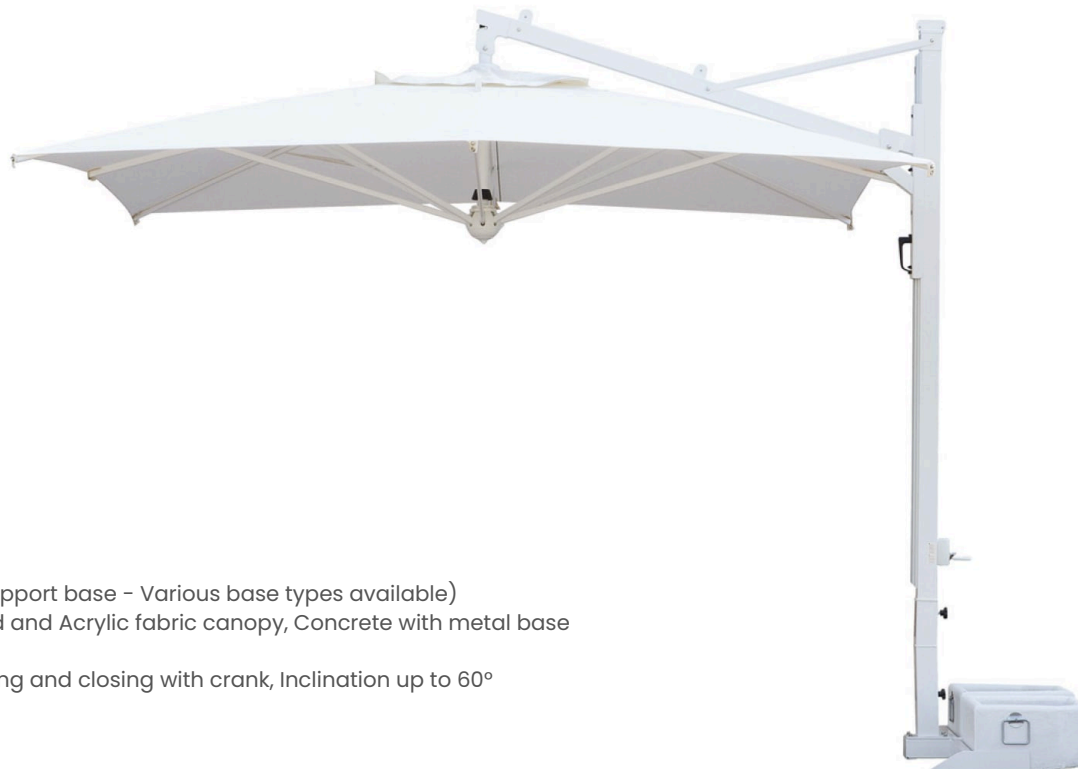 pport base - Various base types available)
d and Acrylic fabric canopy, Concrete with metal base
ng and closing with crank, Inclination up to 60°